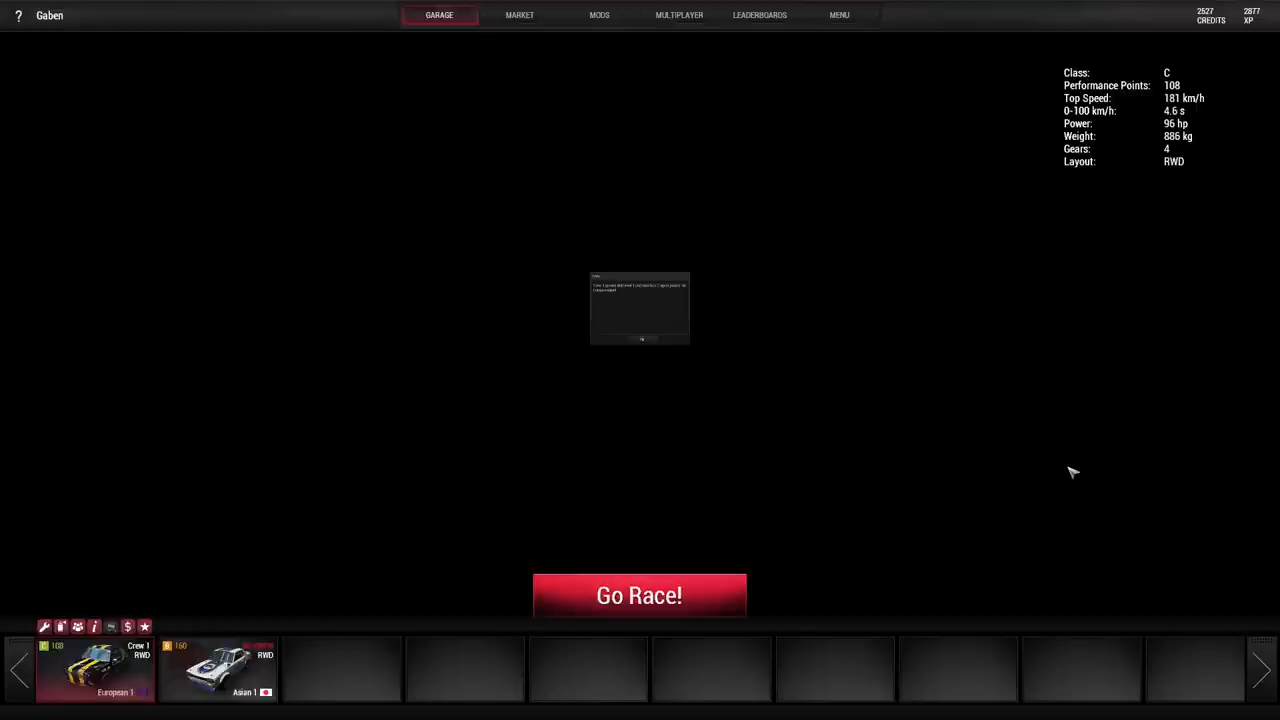 ? Gaben GARAGE MARKET MODS MULTIPLAYER LEADERBOARDS MENU 2527 CREDITS 2877 XP
Class: C
Performance Points: 108
Top Speed: 181 km/h
0-100 km/h: 4.6 s
Power: 96 hp
Weight: 886 kg
Gears: 4
Layout: RWD
Go Race!
C 108 Crew 1
RWD
European 1
B 160
RWD
Asian 1